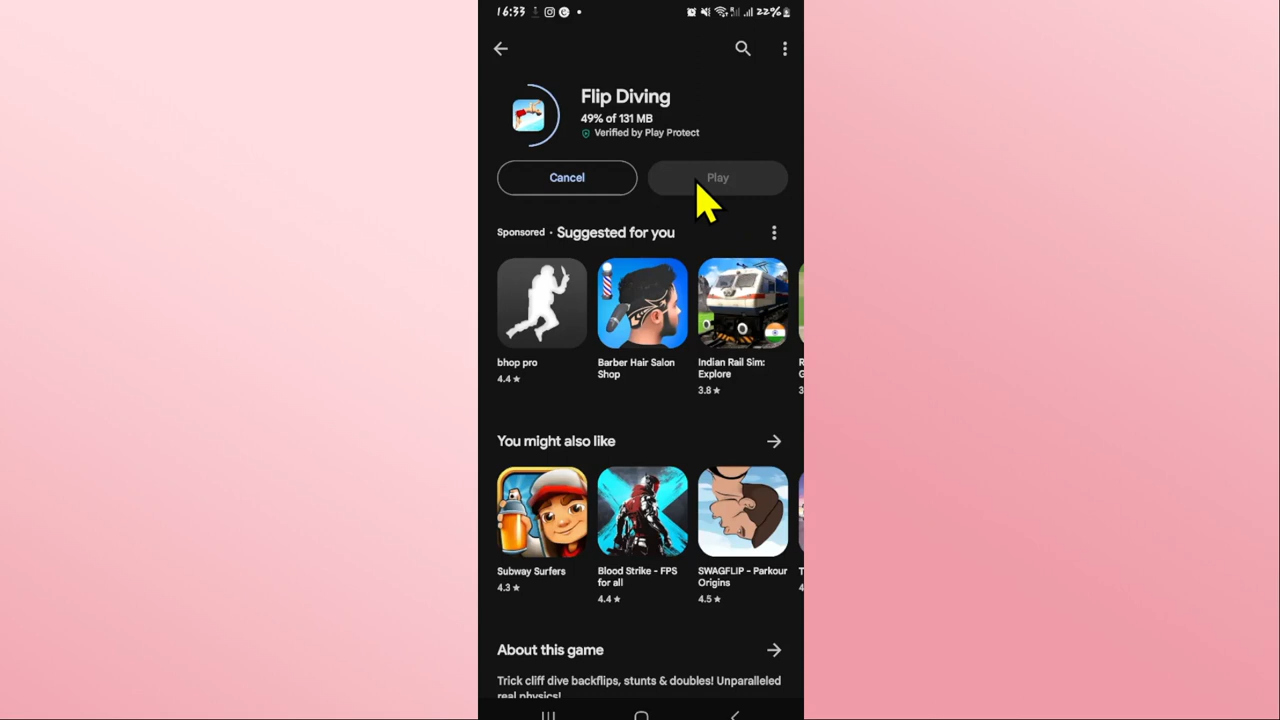 16:33
22%
Flip Diving
49% of 131 MB
Verified by Play Protect
Cancel
Play
Sponsored • Suggested for you
bhop pro
4.4★
Barber Hair Salon
Shop
Indian Rail Sim:
Explore
3.8★
You might also like
Subway Surfers
4.3★
Blood Strike - FPS
for all
4.4★
SWAGFLIP - Parkour
Origins
4.5★
About this game
Trick cliff dive backflips, stunts & doubles! Unparalleled
real physics!